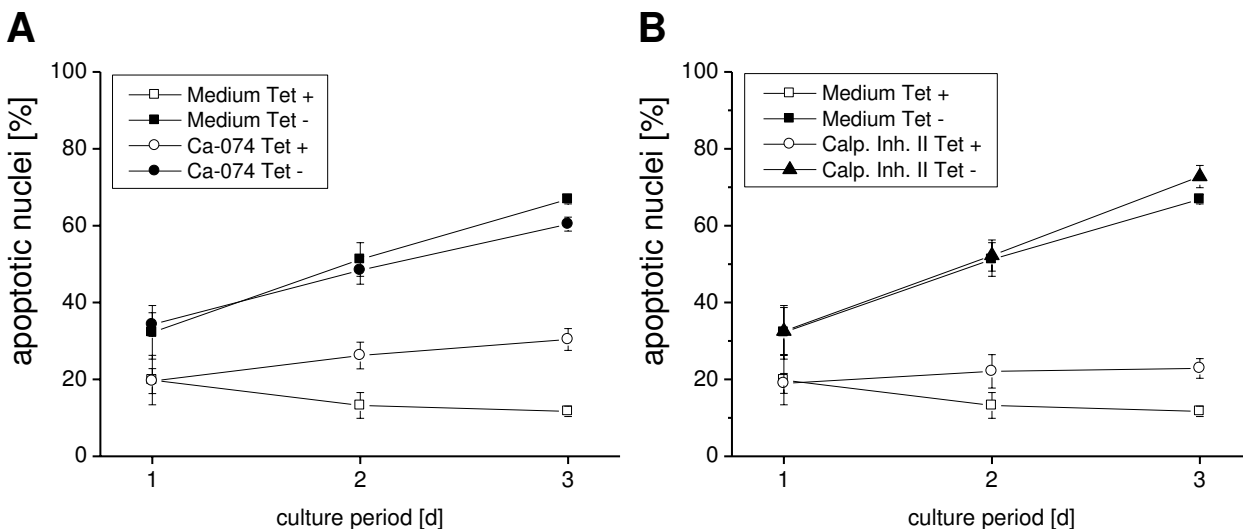 A
apoptotic nuclei [%]
100
80
60
40
20
0
Medium Tet +
Medium Tet -
Ca-074 Tet +
Ca-074 Tet -
1 2 3
culture period [d]
B
apoptotic nuclei [%]
100
80
60
40
20
0
Medium Tet +
Medium Tet -
Calp. Inh. II Tet +
Calp. Inh. II Tet -
1 2 3
culture period [d]